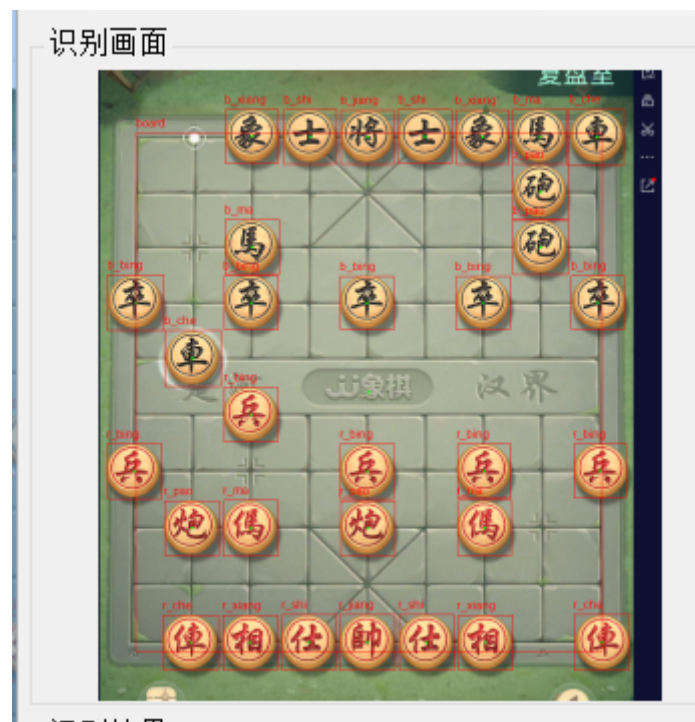 识别画面
复盘室
b_xiang b_shi b_jiang b_shi b_xiang b_ma b_che
board
象 士 将 士 象 馬 車
砲
b_ma
馬 砲
b_bing b_bing b_bing b_bing b_bing
卒 卒 卒 卒 卒
b_che
車
r_bing
JJ象棋 汉界
兵
r_bing r_bing r_bing r_bing
兵 兵 兵 兵
r_pao r_ma r_ma
炮 傌 炮 傌
r_che r_xiang r_shi r_jiang r_shi r_xiang r_che
俥 相 仕 帥 仕 相 俥